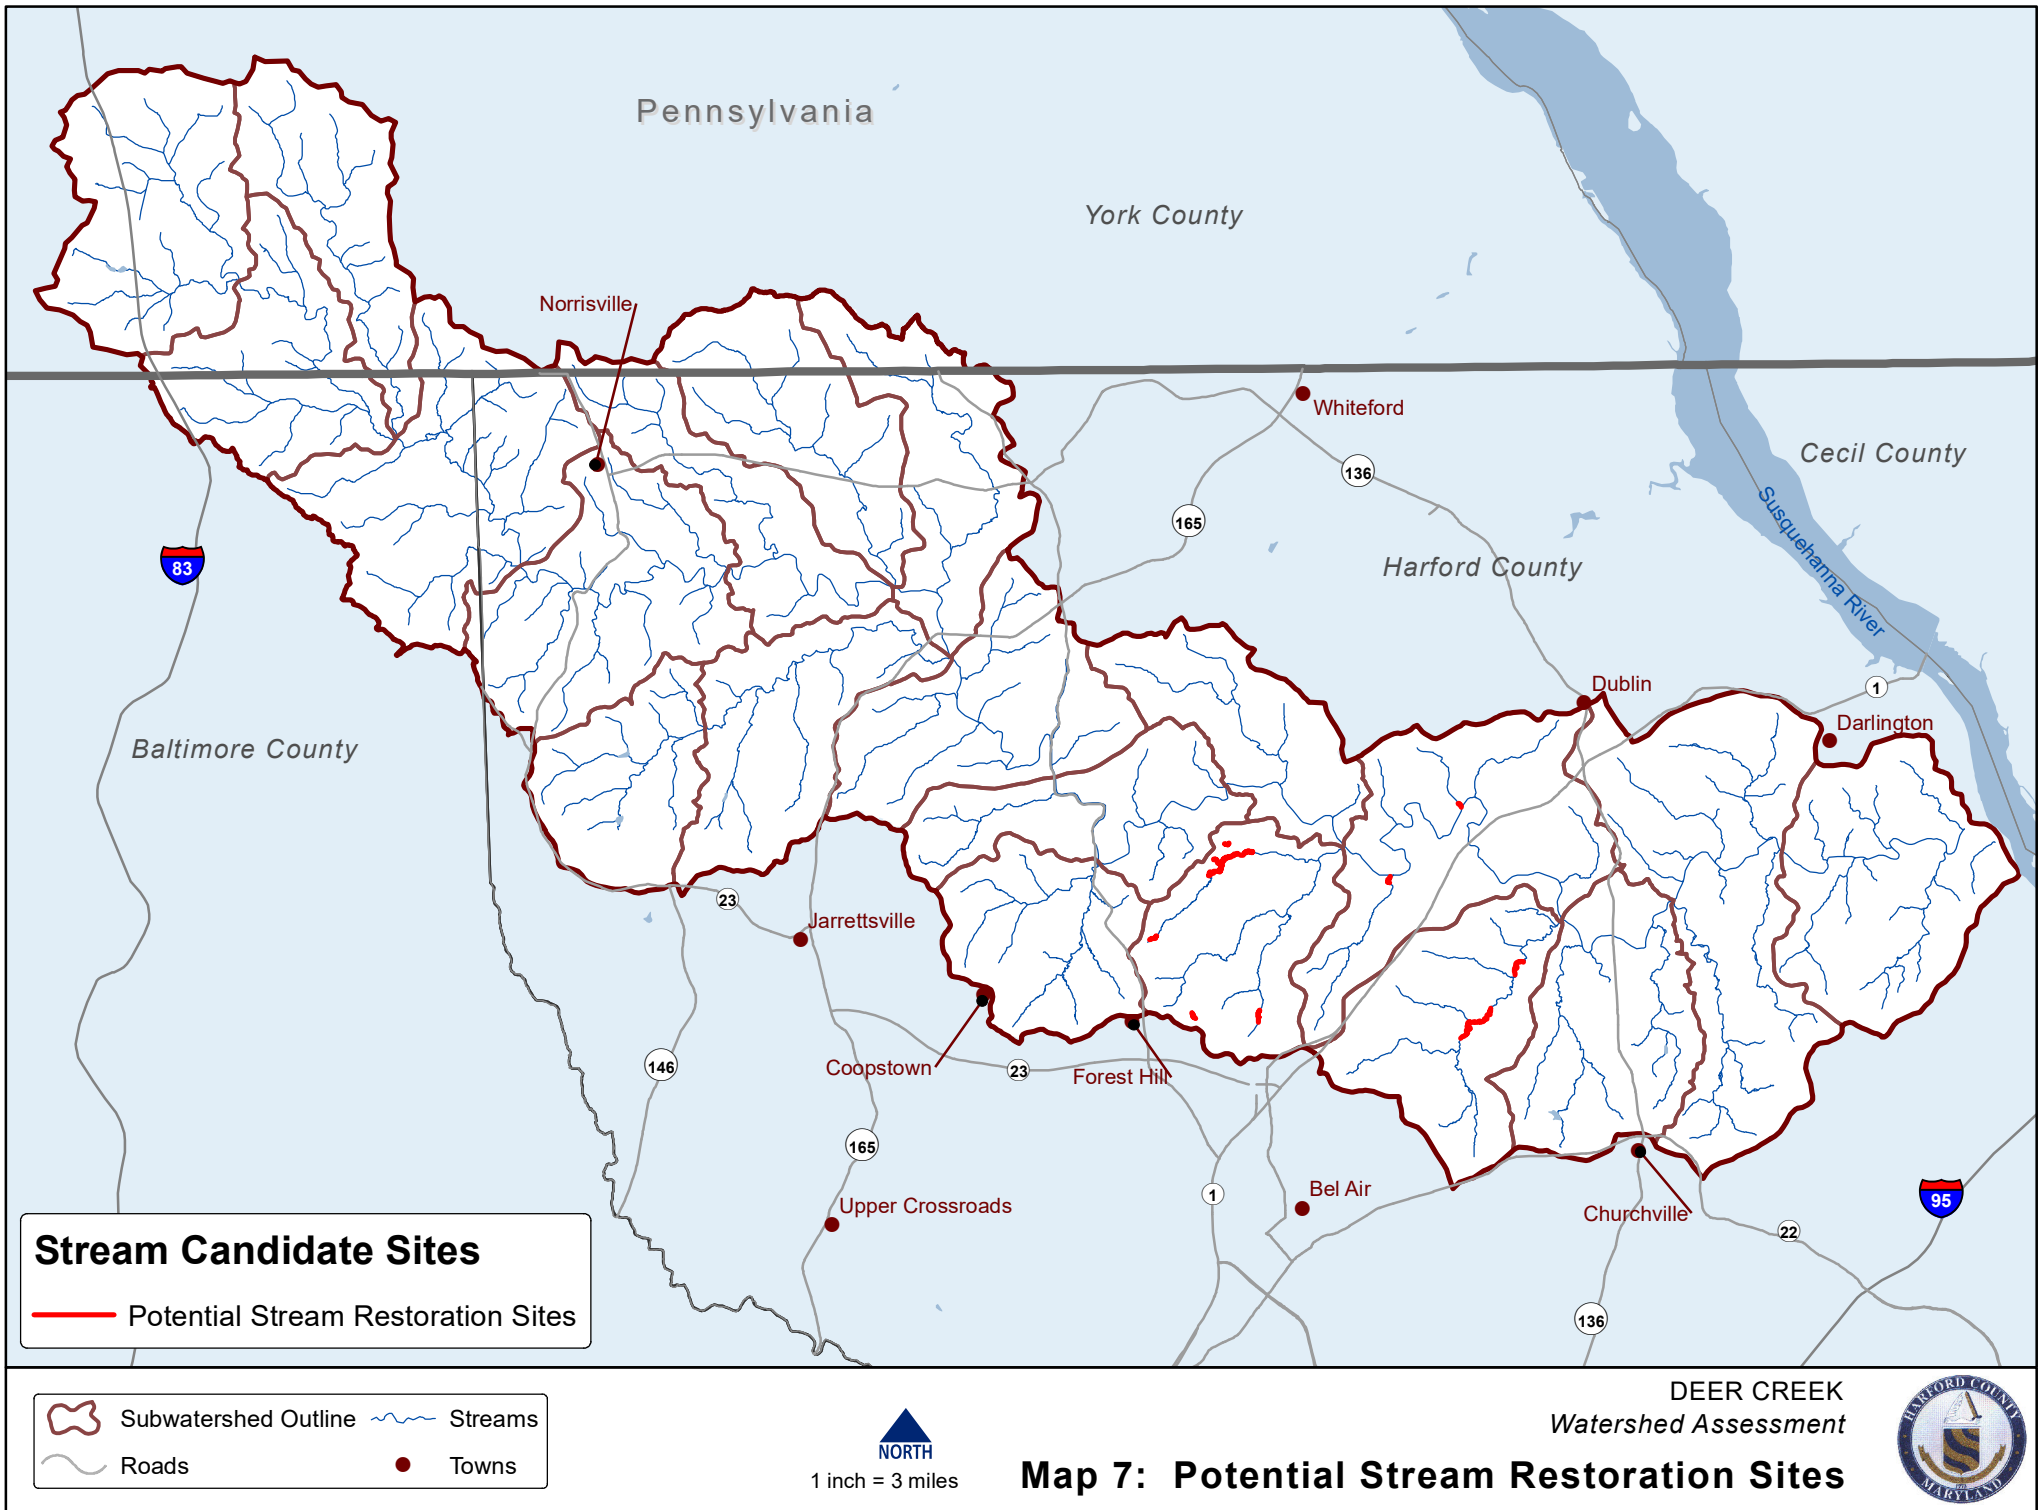 Pennsylvania
York County
Norrisville
Whiteford
Cecil County
136
165
Susquehanna River
83
Harford County
Dublin
1
Darlington
Baltimore County
23
Jarrettsville
146
Coopstown
23
Forest Hill
165
1
Bel Air
Upper Crossroads
Churchville
95
22
136
Stream Candidate Sites
Potential Stream Restoration Sites
Subwatershed Outline
Streams
Roads
Towns
NORTH
1 inch = 3 miles
DEER CREEK
Watershed Assessment
Map 7: Potential Stream Restoration Sites
HARFORD COUNTY
MARYLAND